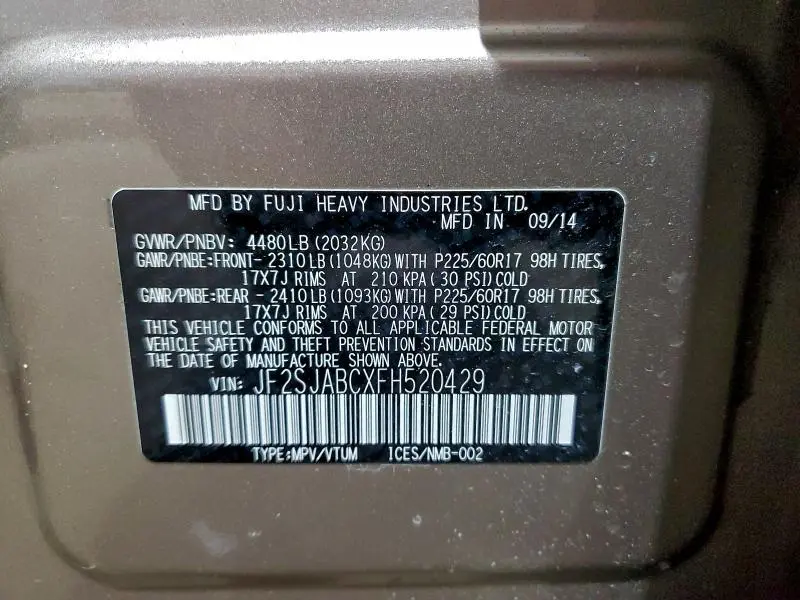 MFD BY FUJI HEAVY INDUSTRIES LTD.
MFD IN 09/14
GVWR/PNBV: 4480LB (2032KG)
GAWR/PNBE:FRONT- 2310LB (1048KG) WITH P225/60R17 98H TIRES,
17X7J RIMS AT 210 KPA ( 30 PSI) COLD
GAWR/PNBE:REAR - 2410LB (1093KG) WITH P225/60R17 98H TIRES,
17X7J RIMS AT 200 KPA ( 29 PSI) COLD
THIS VEHICLE CONFORMS TO ALL APPLICABLE FEDERAL MOTOR
VEHICLE SAFETY AND THEFT PREVENTION STANDARDS IN EFFECT ON
THE DATE OF MANUFACTURE SHOWN ABOVE.
VIN: JF2SJABCXFH520429
TYPE:MPV/VTUM ICES/NMB-002